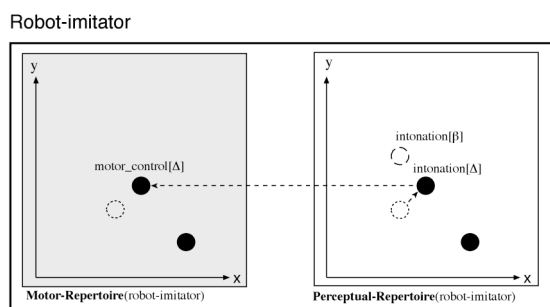 Robot-imitator
y
motor_control[Δ]
x
Motor-Repertoire(robot-imitator)
y
intonation[β]
intonation[Δ]
x
Perceptual-Repertoire(robot-imitator)